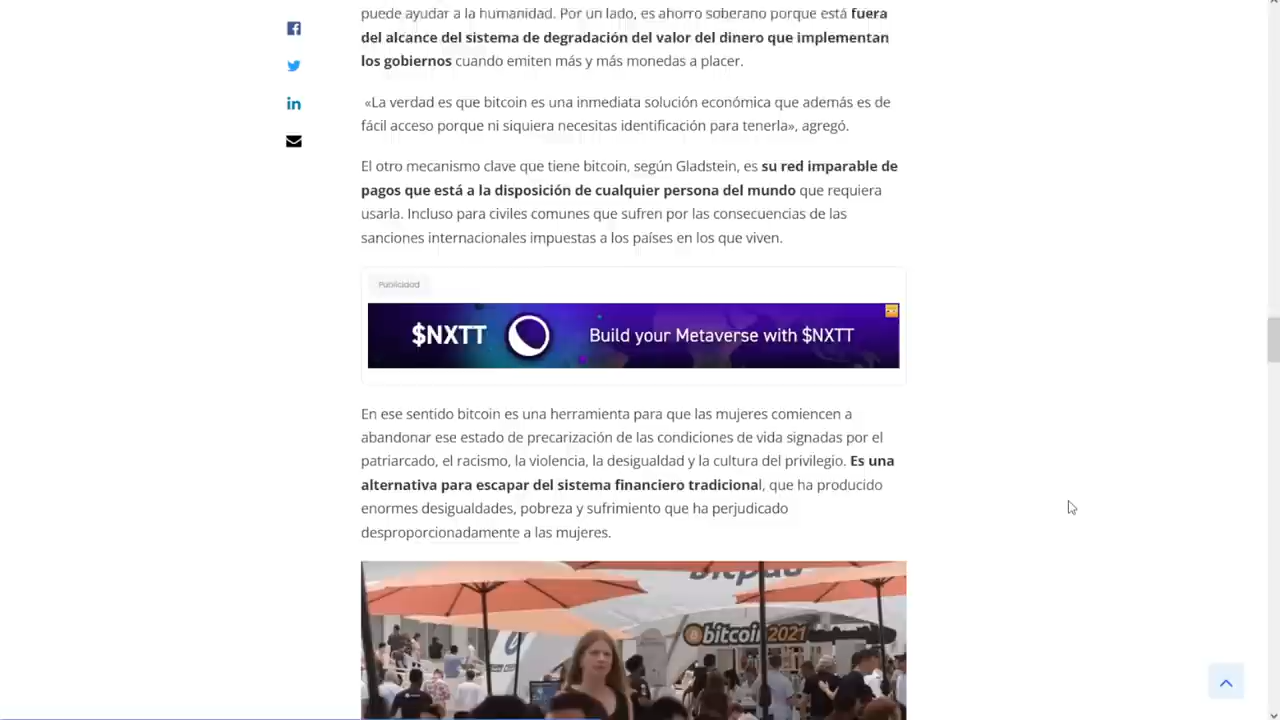 puede ayudar a la humanidad. Por un lado, es ahorro soberano porque está fuera
del alcance del sistema de degradación del valor del dinero que implementan
los gobiernos cuando emiten más y más monedas a placer.
«La verdad es que bitcoin es una inmediata solución económica que además es de
fácil acceso porque ni siquiera necesitas identificación para tenerla», agregó.
El otro mecanismo clave que tiene bitcoin, según Gladstein, es su red imparable de
pagos que está a la disposición de cualquier persona del mundo que requiera
usarla. Incluso para civiles comunes que sufren por las consecuencias de las
sanciones internacionales impuestas a los países en los que viven.
Publicidad
$NXTT Build your Metaverse with $NXTT
En ese sentido bitcoin es una herramienta para que las mujeres comiencen a
abandonar ese estado de precarización de las condiciones de vida signadas por el
patriarcado, el racismo, la violencia, la desigualdad y la cultura del privilegio. Es una
alternativa para escapar del sistema financiero tradicional, que ha producido
enormes desigualdades, pobreza y sufrimiento que ha perjudicado
desproporcionadamente a las mujeres.
bitpay
bitcoin 2021